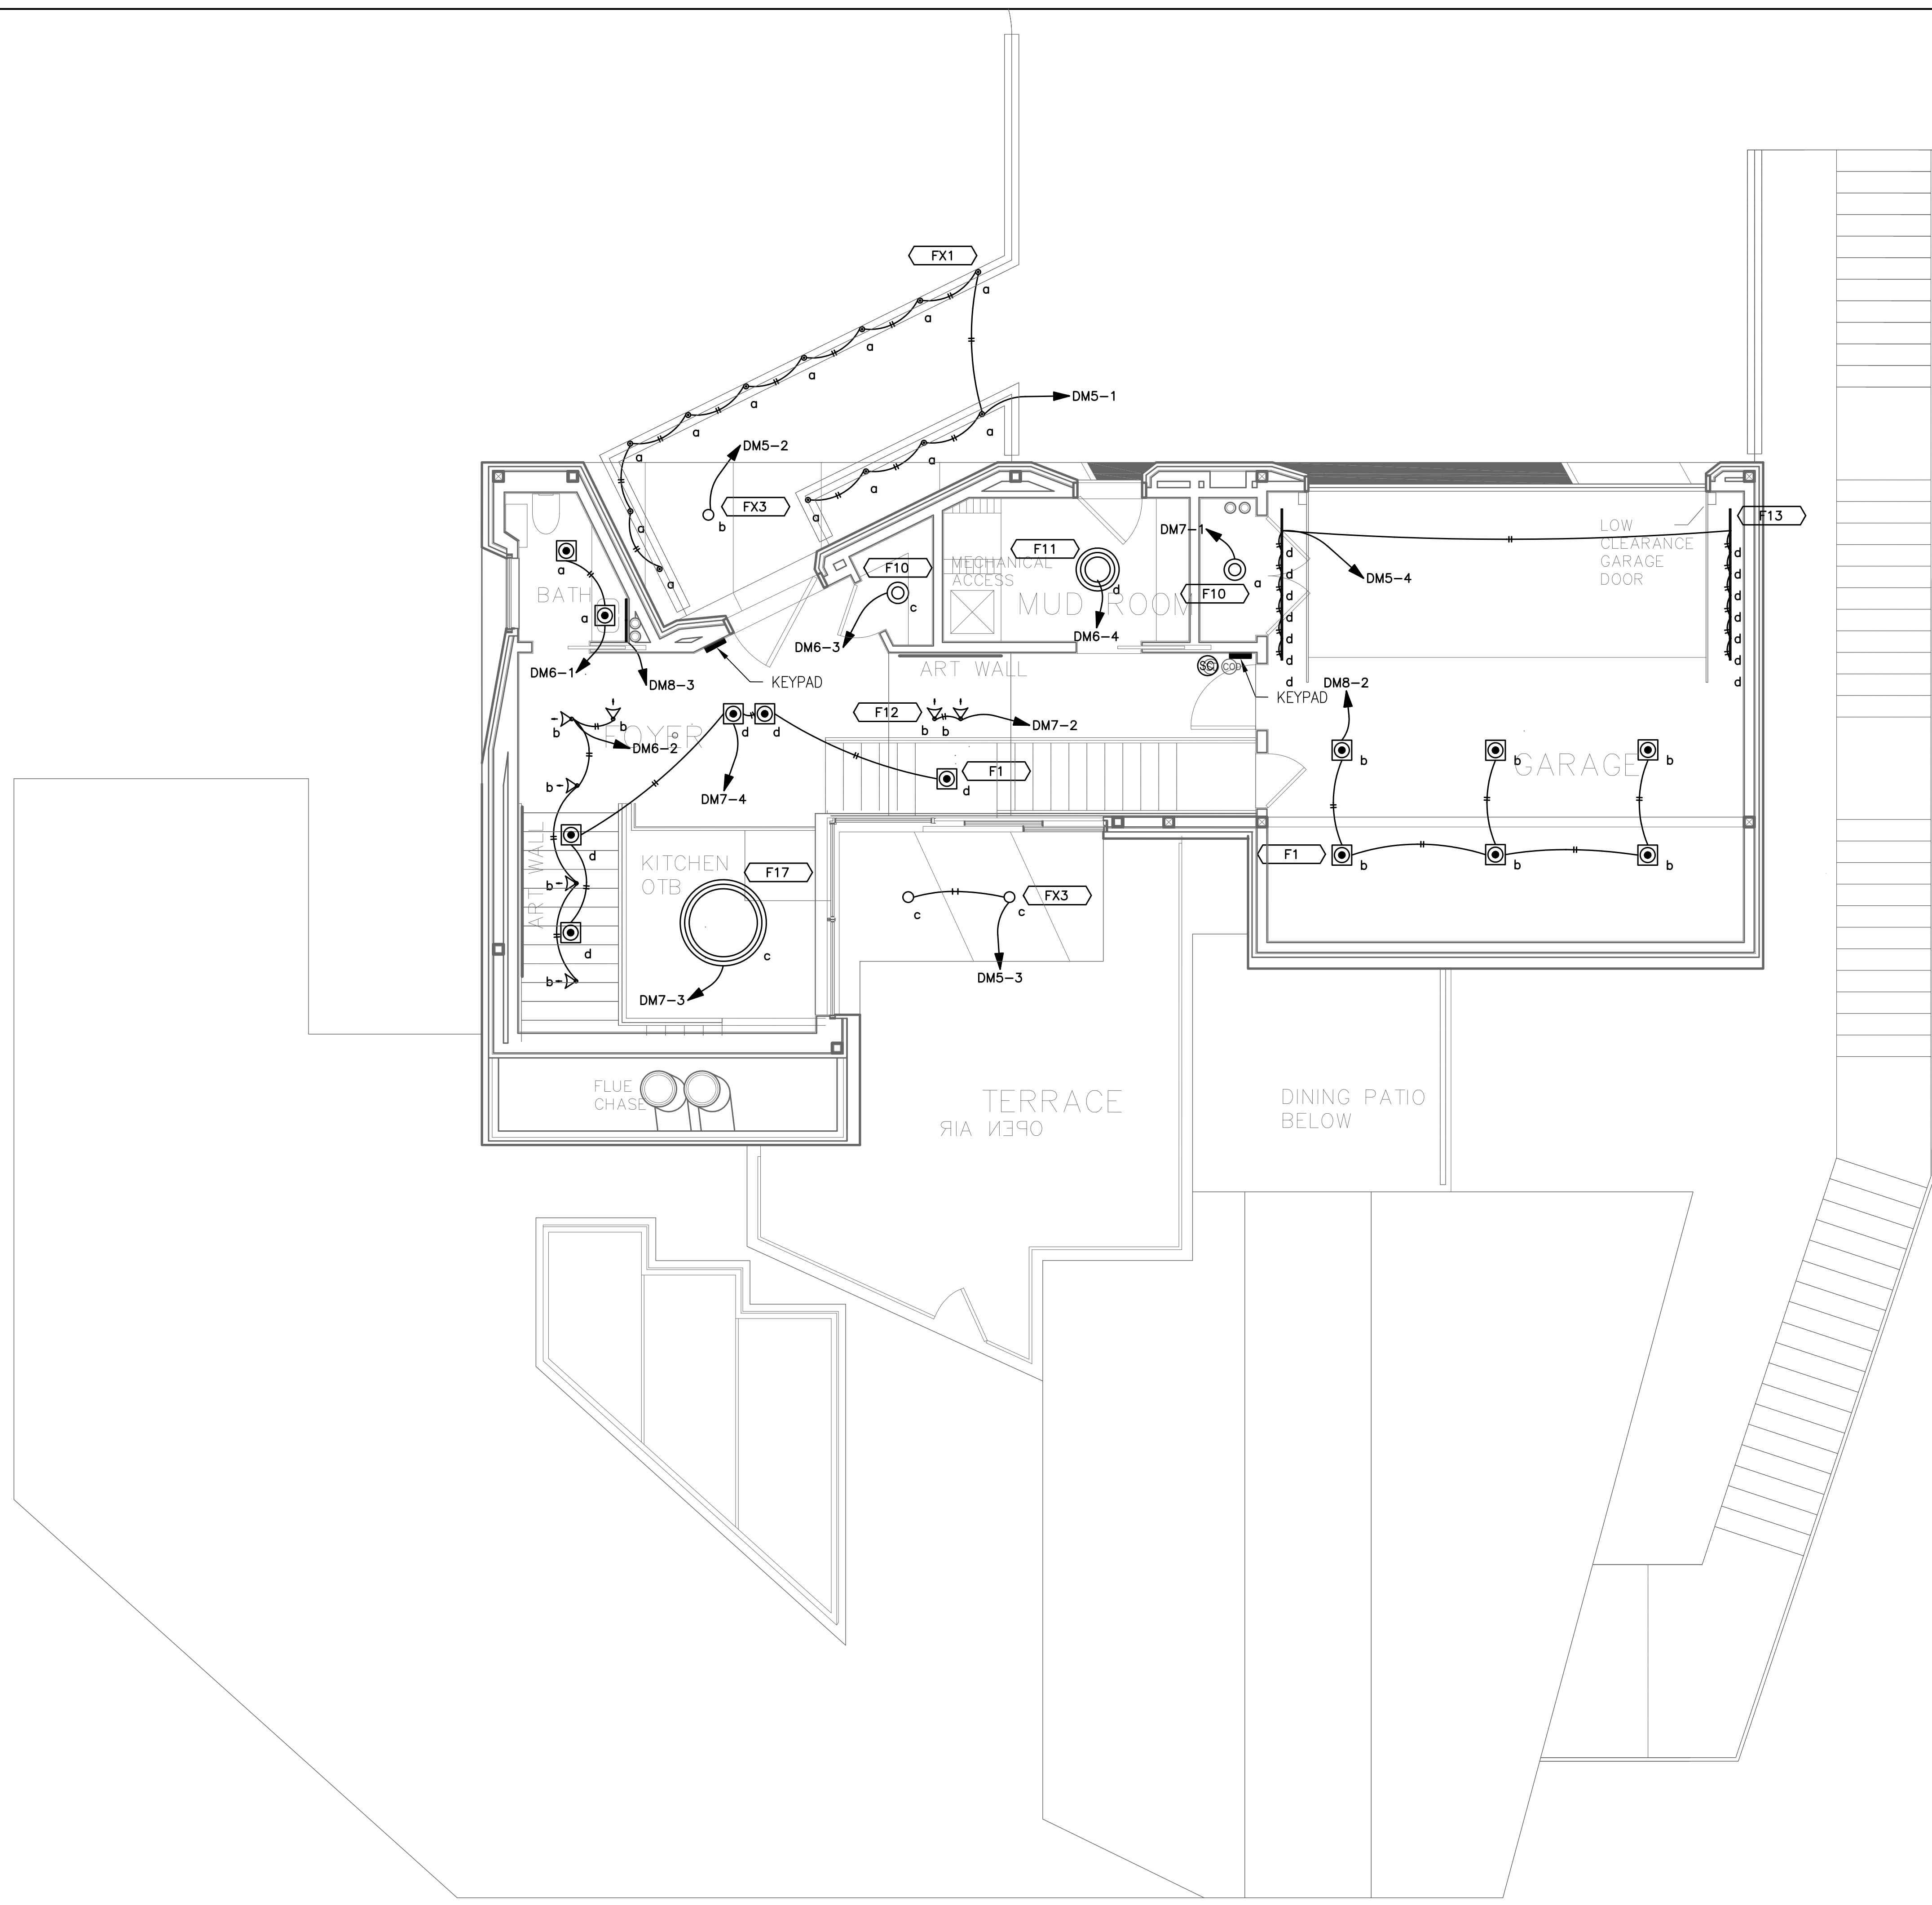 FX1
a
a
a
a
a
a
a
a
a
a
a
a
a
DM5-1
DM5-2
FX3
b
F13
LOW
CLEARANCE
GARAGE
DOOR
DM7-1
F11
MECHANICAL
ACCESS
MUD ROOM
d
DM6-4
F10
c
DM6-3
F10
a
d
d
d
d
d
d
d
d
d
d
d
d
d
d
DM5-4
BATH
a
a
DM6-1
DM8-3
KEYPAD
ART WALL
SC
COD
KEYPAD
DM8-2
FOYER
b
b
DM6-2
d
d
DM7-4
F12
b
b
DM7-2
F1
d
b
b
b
GARAGE
F1
b
b
b
b
ART WALL
d
b
d
b
KITCHEN
OTB
F17
c
DM7-3
FX3
c
c
DM5-3
FLUE
CHASE
TERRACE
OPEN AIR
DINING PATIO
BELOW